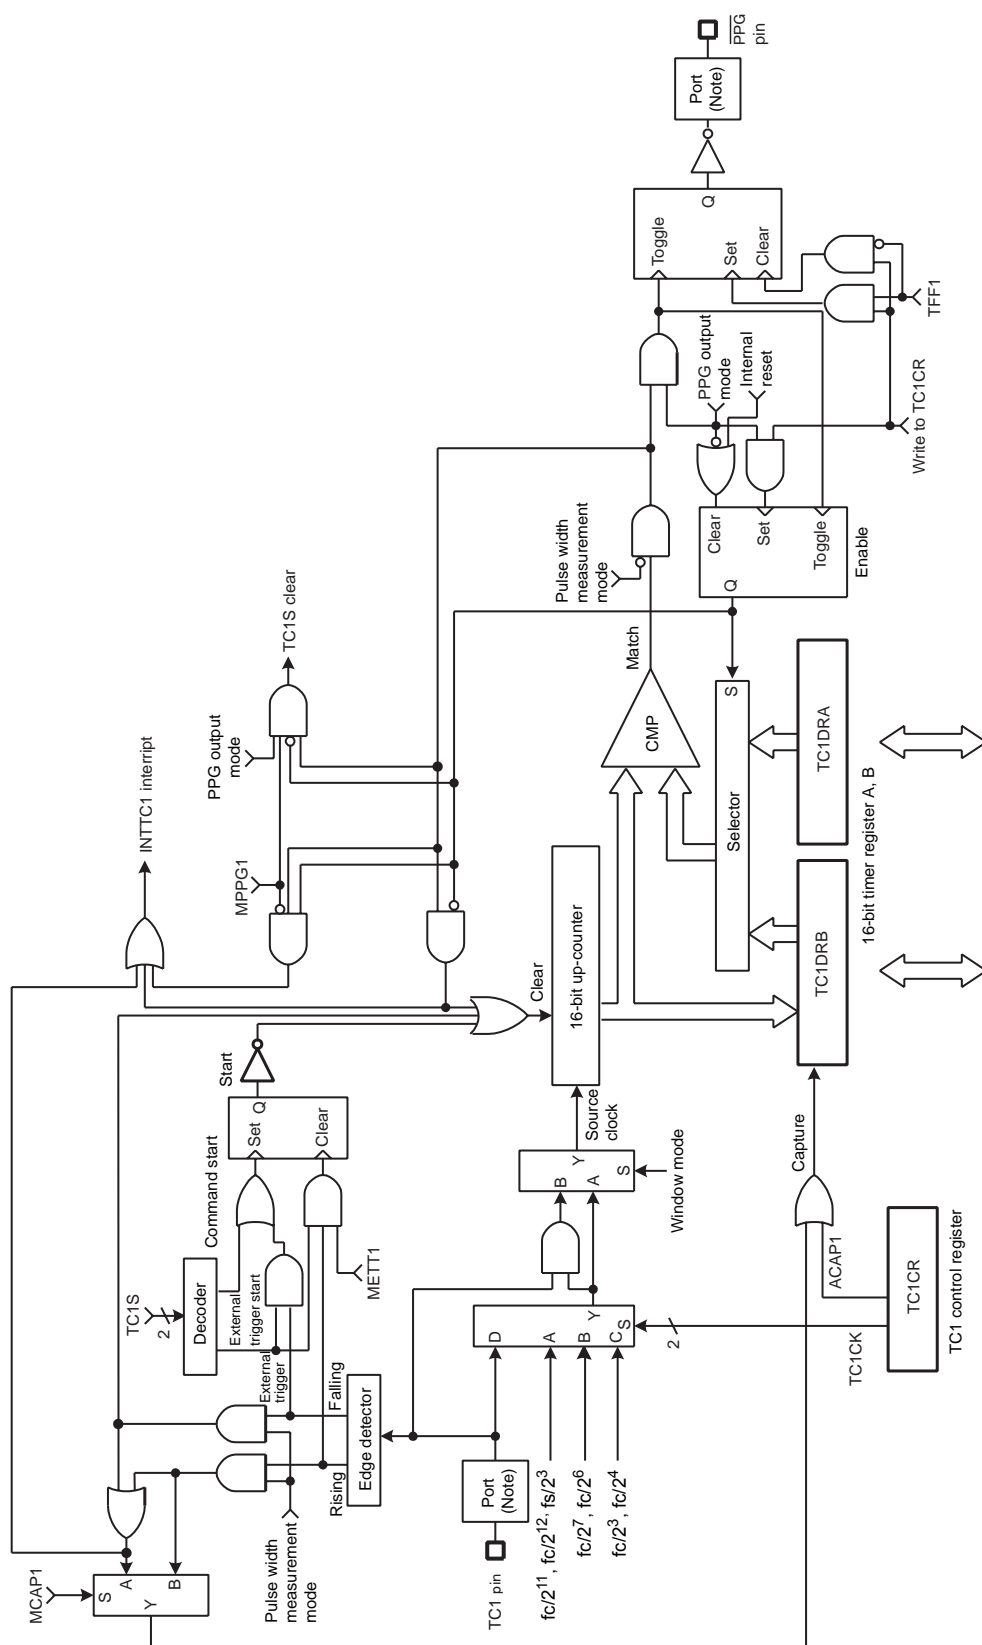 MCAP1
S
A
B
Y
Pulse width
measurement
mode
TC1S
2
Decoder
External
trigger start
External
trigger
Command start
Set
Q
Clear
METT1
Falling
Rising
Edge detector
Start
Port
(Note)
TC1 pin
fc/2^11, fc/2^12, fs/2^3
fc/2^7, fc/2^6
fc/2^3, fc/2^4
D
A
B
C
S
Y
B
A
Y
S
Window mode
Source
clock
Clear
16-bit up-counter
INTTC1 interript
MPPG1
PPG output
mode
TC1S clear
CMP
Match
Pulse width
measurement
mode
Selector
S
TC1DRB
TC1DRA
16-bit timer register A, B
Capture
ACAP1
TC1CK
2
TC1CR
TC1 control register
Q
Clear
Set
Toggle
Enable
PPG output
mode
Internal
reset
Write to TC1CR
TFF1
Toggle
Set
Clear
Q
Port
(Note)
PPG
pin